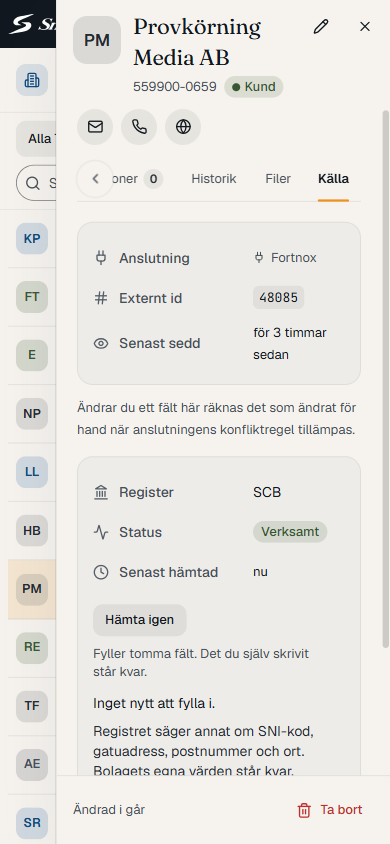 PM
Provkörning
Media AB
559900-0659
Kund
Alla
oner 0
Historik
Filer
Källa
KP
FT
E
NP
LL
HB
PM
RE
TF
AE
SR
Anslutning
Fortnox
Externt id
48085
Senast sedd
för 3 timmar
sedan
Ändrar du ett fält här räknas det som ändrat för
hand när anslutningens konfliktregel tillämpas.
Register
SCB
Status
Verksamt
Senast hämtad
nu
Hämta igen
Fyller tomma fält. Det du själv skrivit
står kvar.
Inget nytt att fylla i.
Registret säger annat om SNI-kod,
gatuadress, postnummer och ort.
Bolagets egna värden står kvar.
Ändrad i går
Ta bort